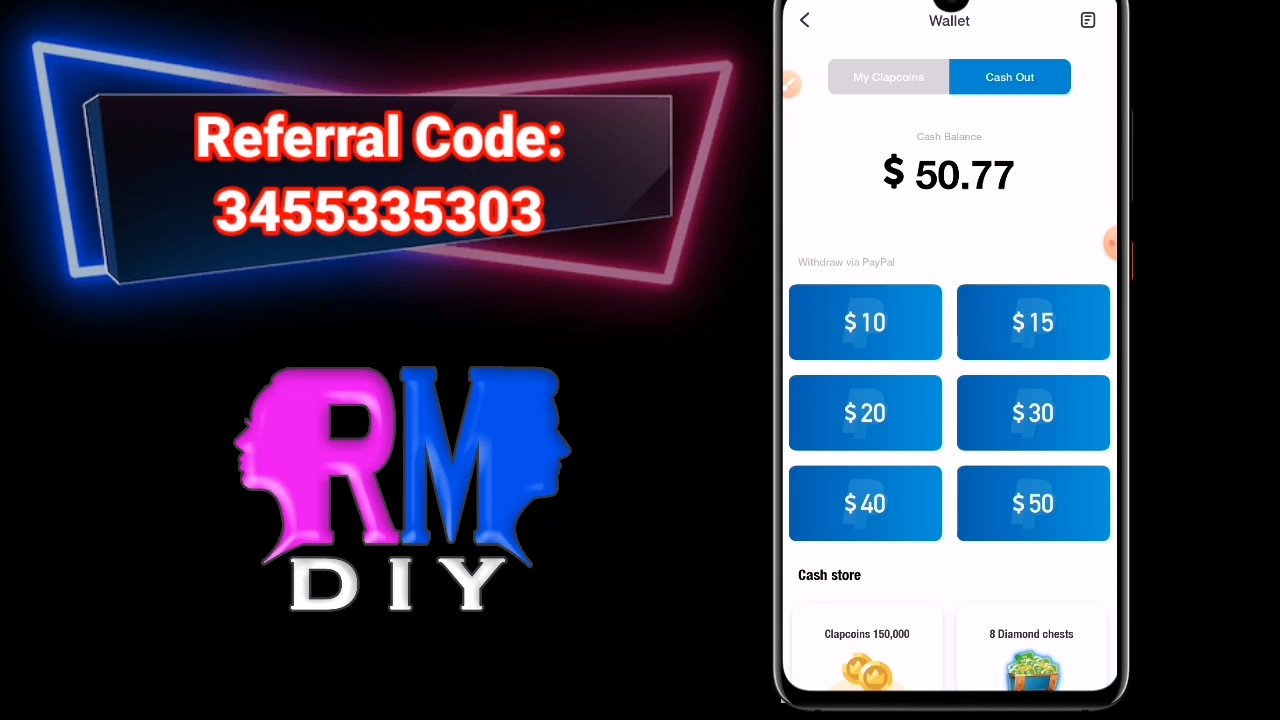 Referral Code:
3455335303
RM
DIY
Wallet
My Clapcoins
Cash Out
Cash Balance
$ 50.77
Withdraw via PayPal
$10
$15
$20
$30
$40
$50
Cash store
Clapcoins 150,000
8 Diamond chests